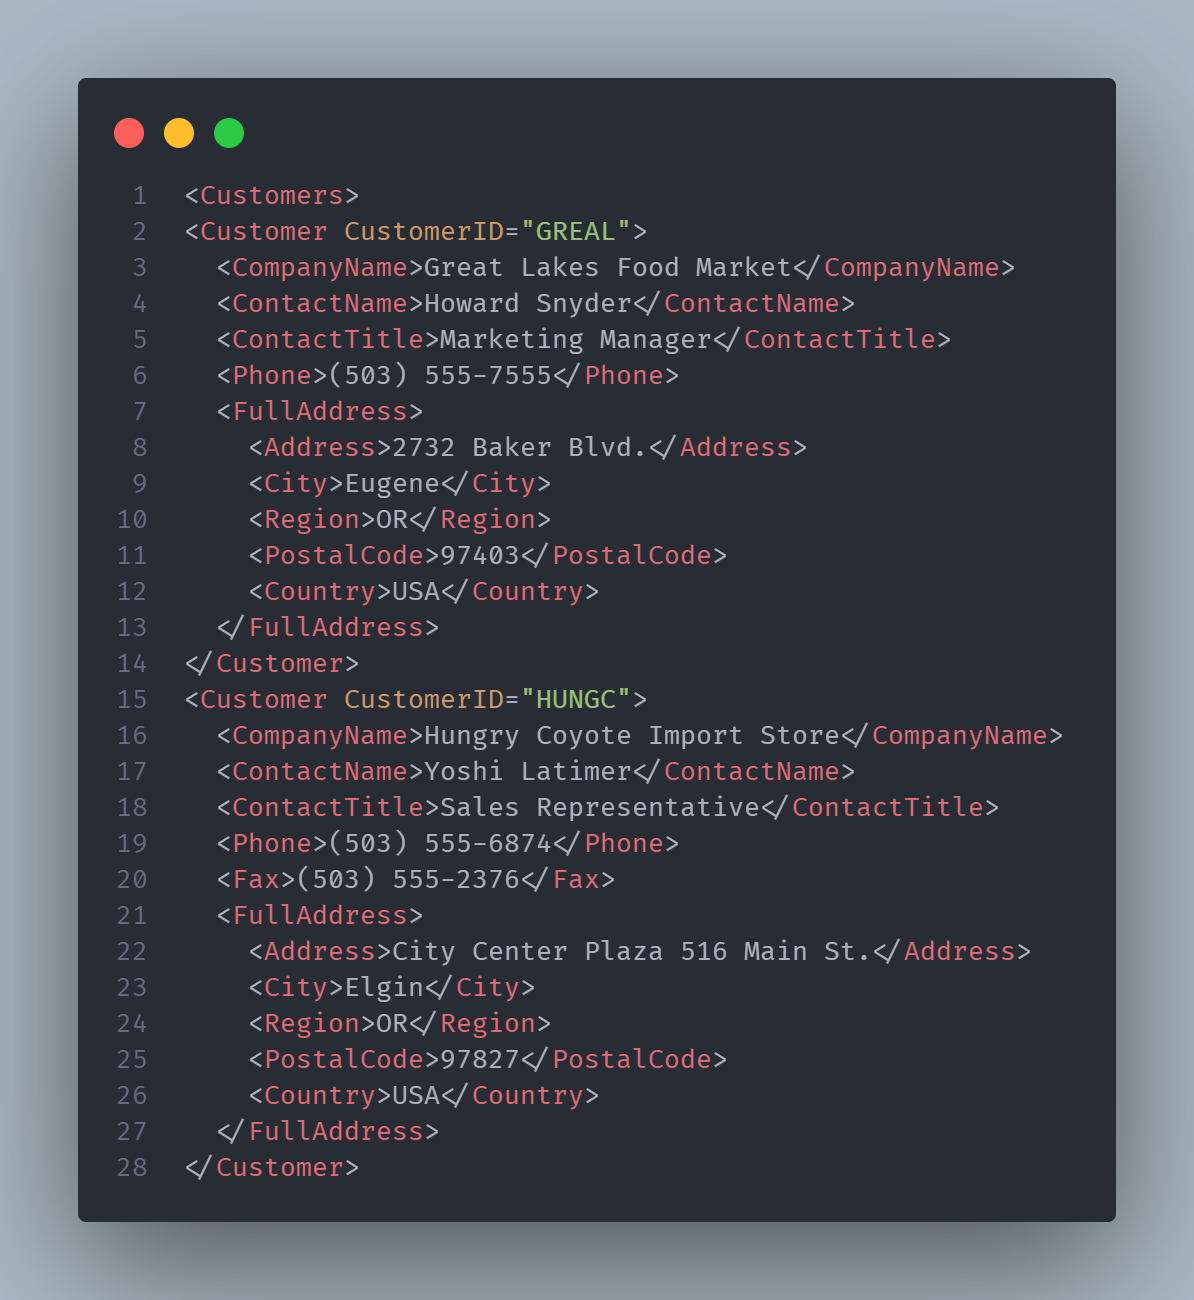 1 <Customers>
2 <Customer CustomerID="GREAL">
3   <CompanyName>Great Lakes Food Market</CompanyName>
4   <ContactName>Howard Snyder</ContactName>
5   <ContactTitle>Marketing Manager</ContactTitle>
6   <Phone>(503) 555-7555</Phone>
7   <FullAddress>
8     <Address>2732 Baker Blvd.</Address>
9     <City>Eugene</City>
10     <Region>OR</Region>
11     <PostalCode>97403</PostalCode>
12     <Country>USA</Country>
13   </FullAddress>
14 </Customer>
15 <Customer CustomerID="HUNGC">
16   <CompanyName>Hungry Coyote Import Store</CompanyName>
17   <ContactName>Yoshi Latimer</ContactName>
18   <ContactTitle>Sales Representative</ContactTitle>
19   <Phone>(503) 555-6874</Phone>
20   <Fax>(503) 555-2376</Fax>
21   <FullAddress>
22     <Address>City Center Plaza 516 Main St.</Address>
23     <City>Elgin</City>
24     <Region>OR</Region>
25     <PostalCode>97827</PostalCode>
26     <Country>USA</Country>
27   </FullAddress>
28 </Customer>